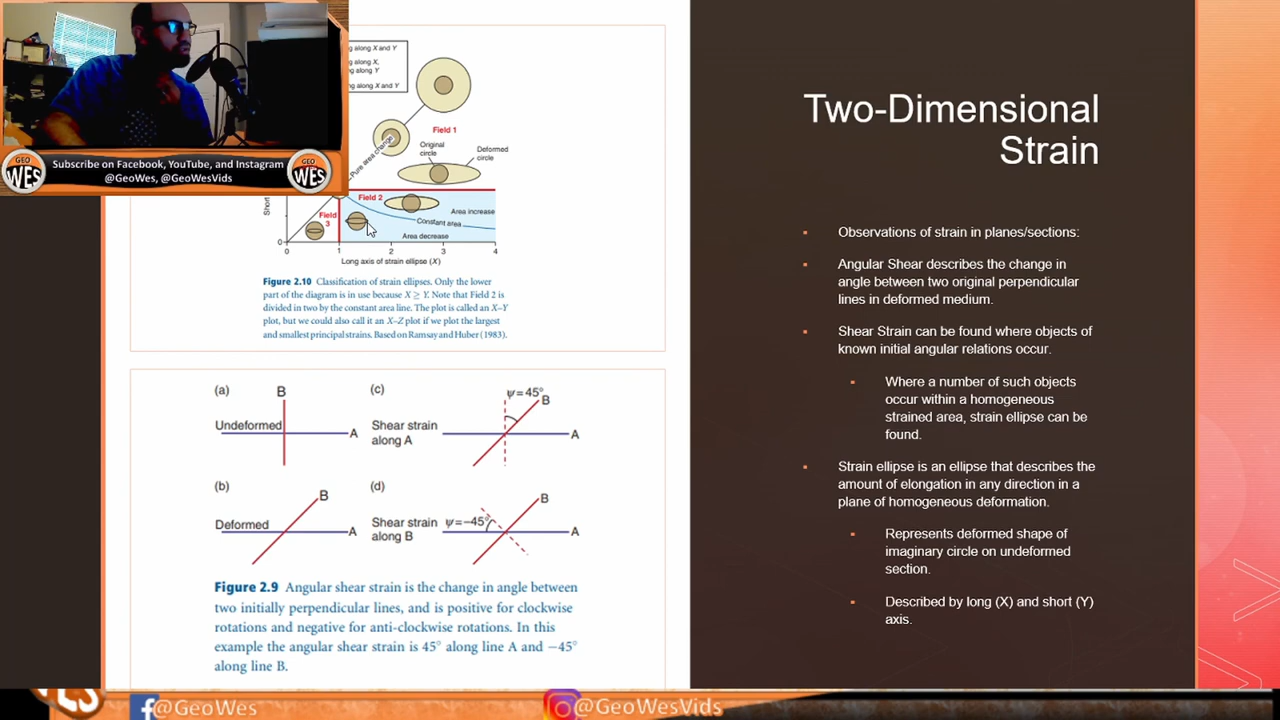 g along X and Y
g along X,
ng along Y
g along X and Y
Field 1
Pure area change
Original
circle
Deformed
circle
GEO
WES
Subscribe on Facebook, YouTube, and Instagram
@GeoWes, @GeoWesVids
GEO
WES
Short
Field 2
Field
3
Area increase
Constant area
Area decrease
0
0
1
2
3
4
Long axis of strain ellipse (X)
Figure 2.10 Classification of strain ellipses. Only the lower
part of the diagram is in use because X ≥ Y. Note that Field 2 is
divided in two by the constant area line. The plot is called an X–Y
plot, but we could also call it an X–Z plot if we plot the largest
and smallest principal strains. Based on Ramsay and Huber (1983).
(a)
B
Undeformed
A
(c)
ψ=45°
B
Shear strain
along A
A
(b)
B
Deformed
A
(d)
ψ=−45°
B
Shear strain
along B
A
Figure 2.9 Angular shear strain is the change in angle between
two initially perpendicular lines, and is positive for clockwise
rotations and negative for anti-clockwise rotations. In this
example the angular shear strain is 45° along line A and −45°
along line B.
Two-Dimensional
Strain
Observations of strain in planes/sections:
Angular Shear describes the change in
angle between two original perpendicular
lines in deformed medium.
Shear Strain can be found where objects of
known initial angular relations occur.
Where a number of such objects
occur within a homogeneous
strained area, strain ellipse can be
found.
Strain ellipse is an ellipse that describes the
amount of elongation in any direction in a
plane of homogeneous deformation.
Represents deformed shape of
imaginary circle on undeformed
section.
Described by long (X) and short (Y)
axis.
WES
@GeoWes
@GeoWesVids